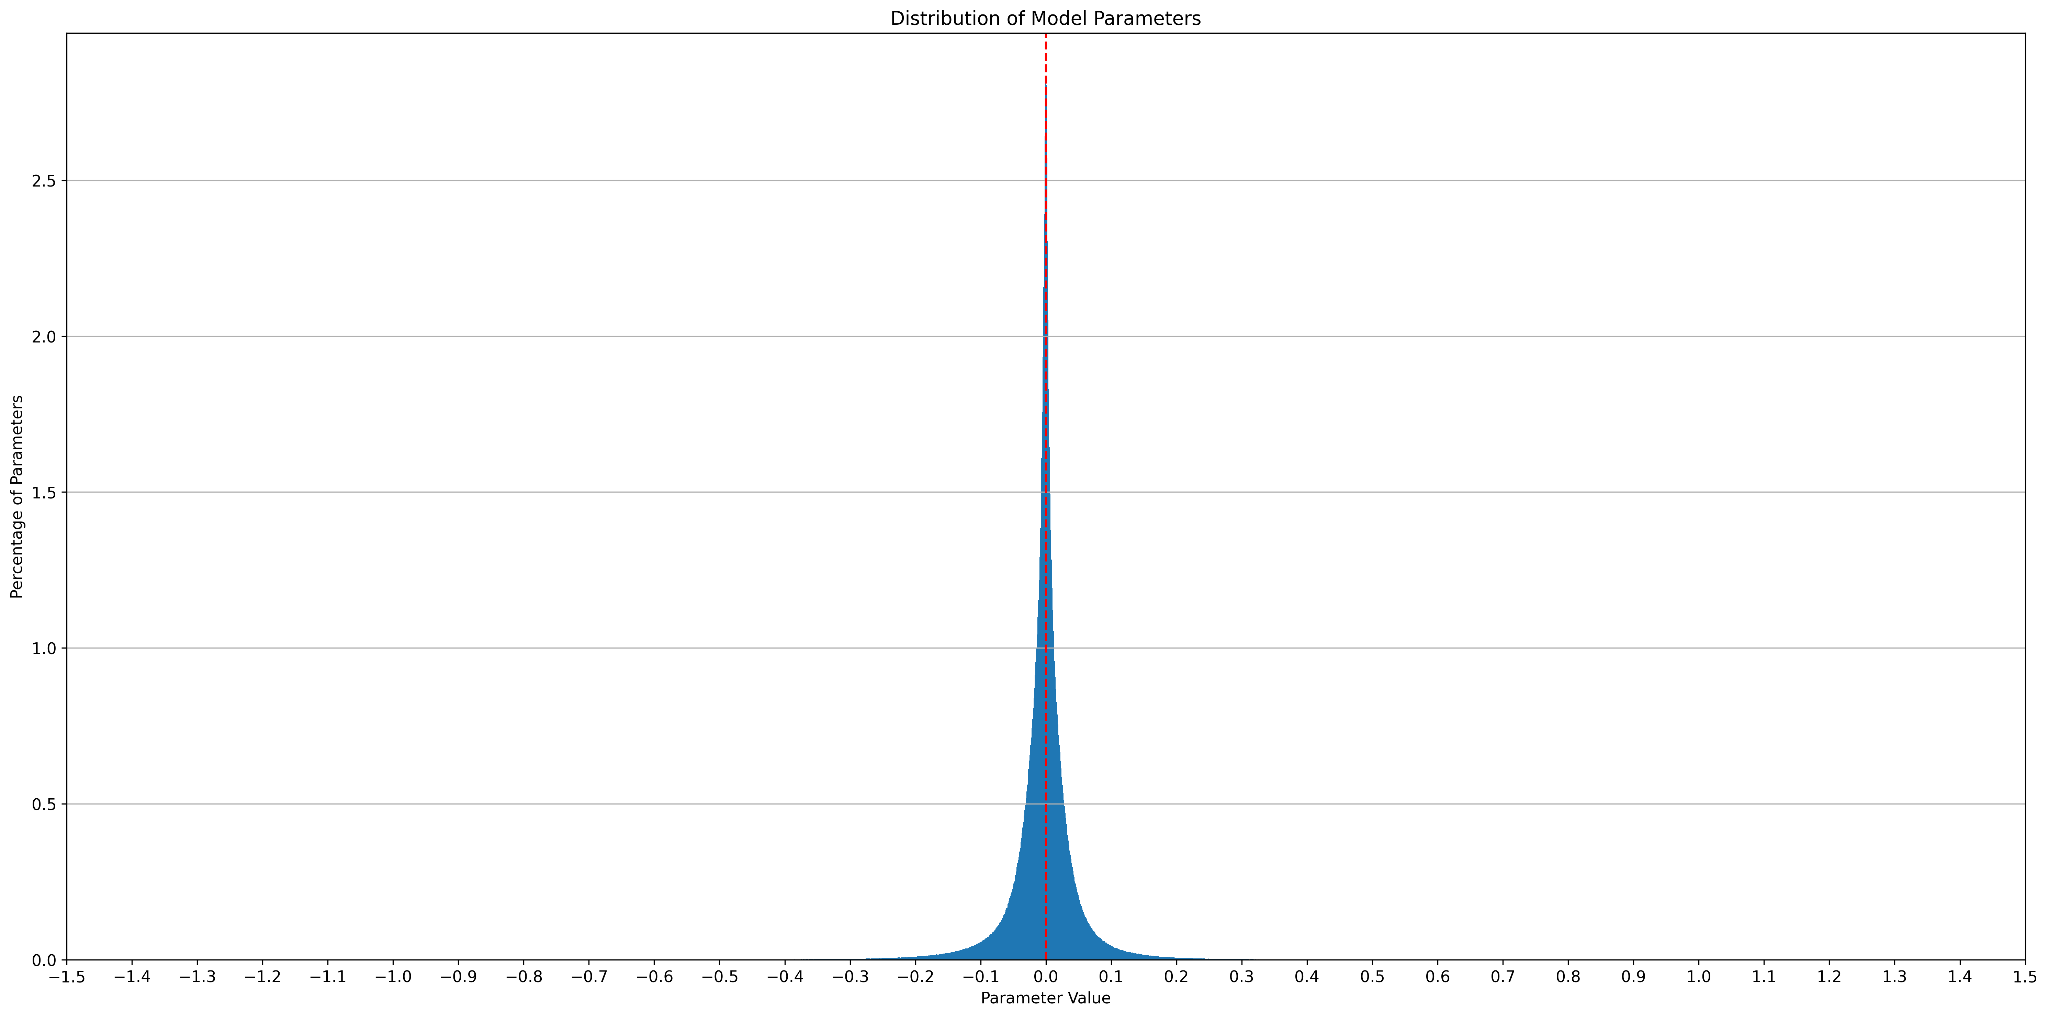 Distribution of Model Parameters
Percentage of Parameters
2.5
2.0
1.5
1.0
0.5
0.0
−1.5 −1.4 −1.3 −1.2 −1.1 −1.0 −0.9 −0.8 −0.7 −0.6 −0.5 −0.4 −0.3 −0.2 −0.1 0.0 0.1 0.2 0.3 0.4 0.5 0.6 0.7 0.8 0.9 1.0 1.1 1.2 1.3 1.4 1.5
Parameter Value